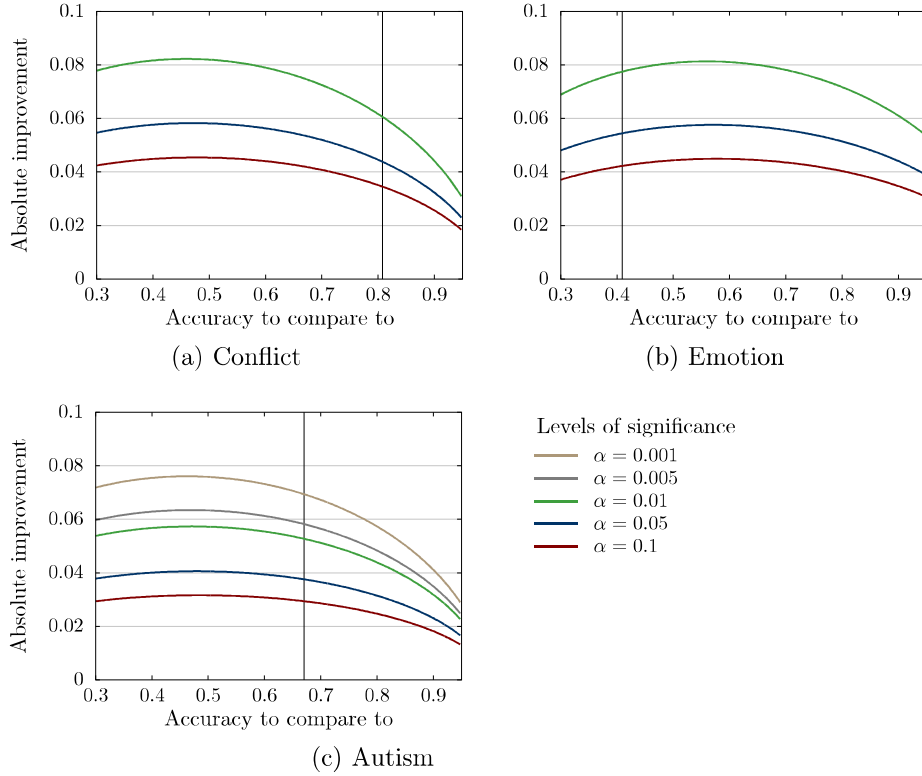 Absolute improvement
0.1
0.08
0.06
0.04
0.02
0
0.3 0.4 0.5 0.6 0.7 0.8 0.9
Accuracy to compare to
(a) Conflict
0.1
0.08
0.06
0.04
0.02
0
0.3 0.4 0.5 0.6 0.7 0.8 0.9
Accuracy to compare to
(b) Emotion
Absolute improvement
0.1
0.08
0.06
0.04
0.02
0
0.3 0.4 0.5 0.6 0.7 0.8 0.9
Accuracy to compare to
(c) Autism
Levels of significance
α = 0.001
α = 0.005
α = 0.01
α = 0.05
α = 0.1